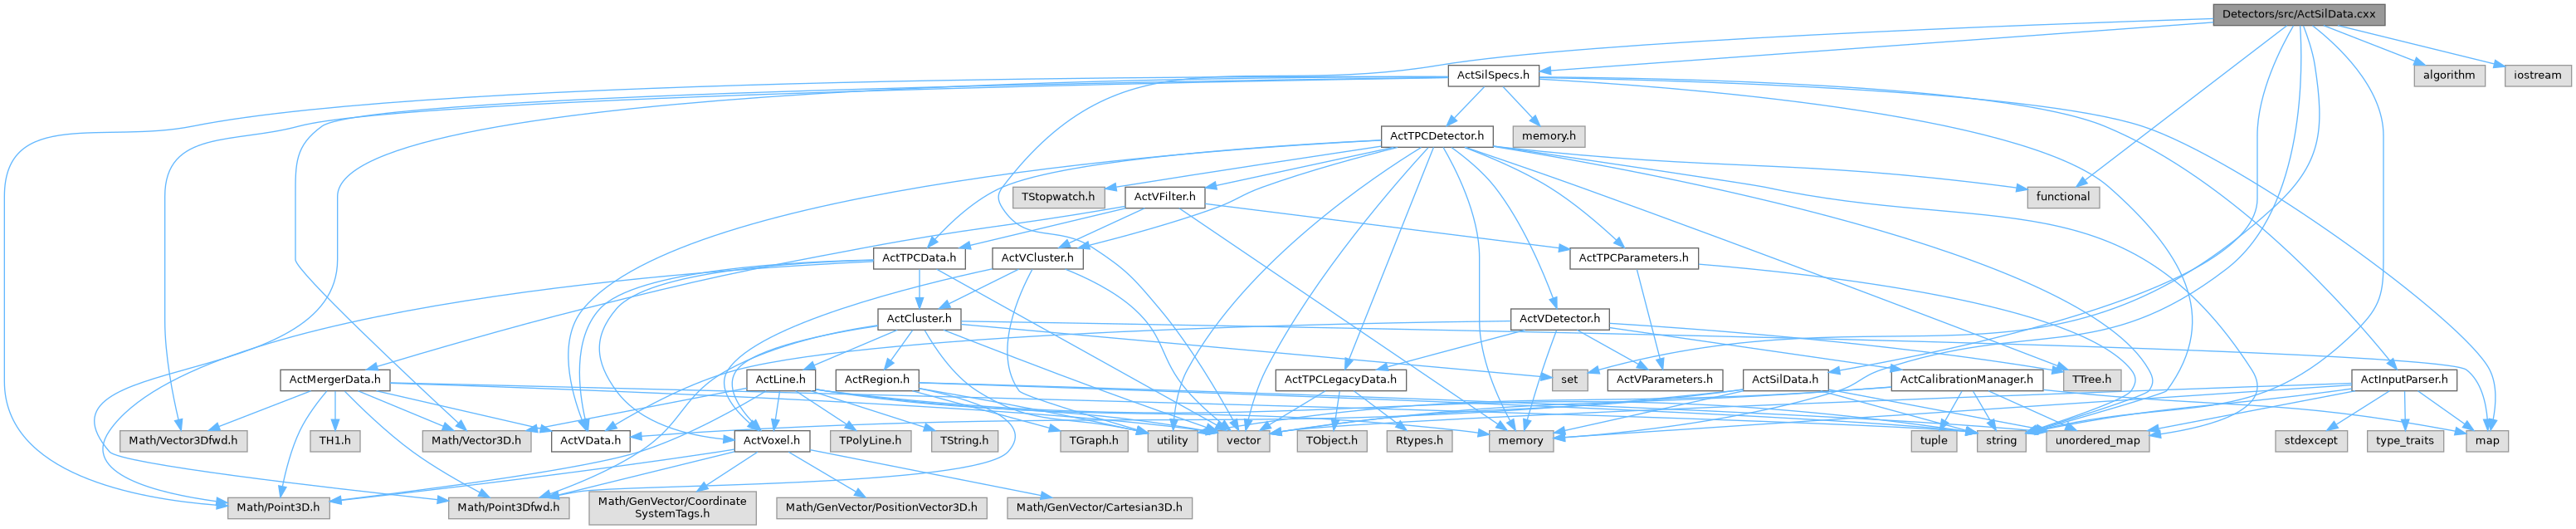 Detectors/src/ActSilData.cxx
ActSilSpecs.h
algorithm
iostream
ActTPCDetector.h
memory.h
TStopwatch.h
ActVFilter.h
functional
ActTPCData.h
ActVCluster.h
ActTPCParameters.h
ActCluster.h
ActVDetector.h
ActMergerData.h
ActLine.h
ActRegion.h
set
ActTPCLegacyData.h
ActVParameters.h
ActSilData.h
ActCalibrationManager.h
TTree.h
ActInputParser.h
Math/Vector3Dfwd.h
TH1.h
Math/Vector3D.h
ActVData.h
ActVoxel.h
TPolyLine.h
TString.h
TGraph.h
utility
vector
TObject.h
Rtypes.h
memory
tuple
string
unordered_map
stdexcept
type_traits
map
Math/Point3D.h
Math/Point3Dfwd.h
Math/GenVector/Coordinate
SystemTags.h
Math/GenVector/PositionVector3D.h
Math/GenVector/Cartesian3D.h